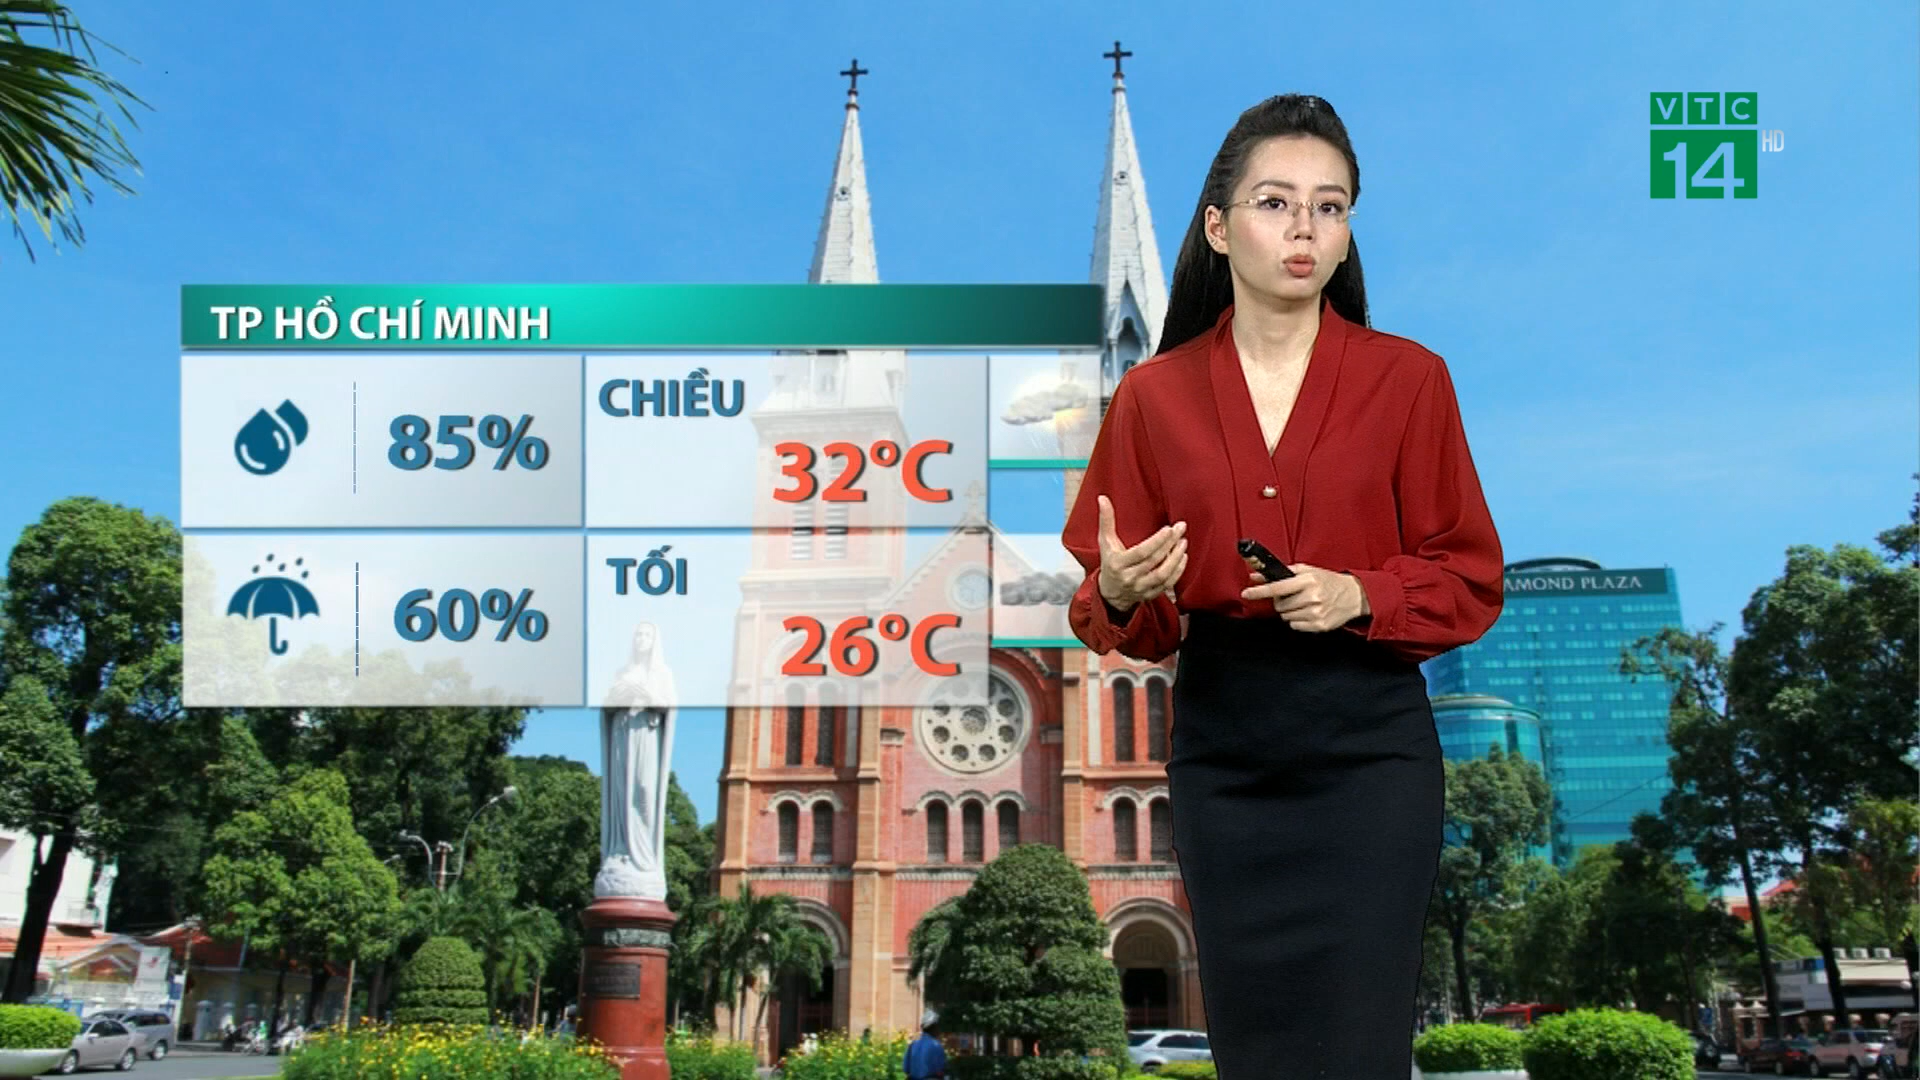 VTC
14 HD
TP HỒ CHÍ MINH
85%
CHIỀU
32°C
60%
TỐI
26°C
AMOND PLAZA